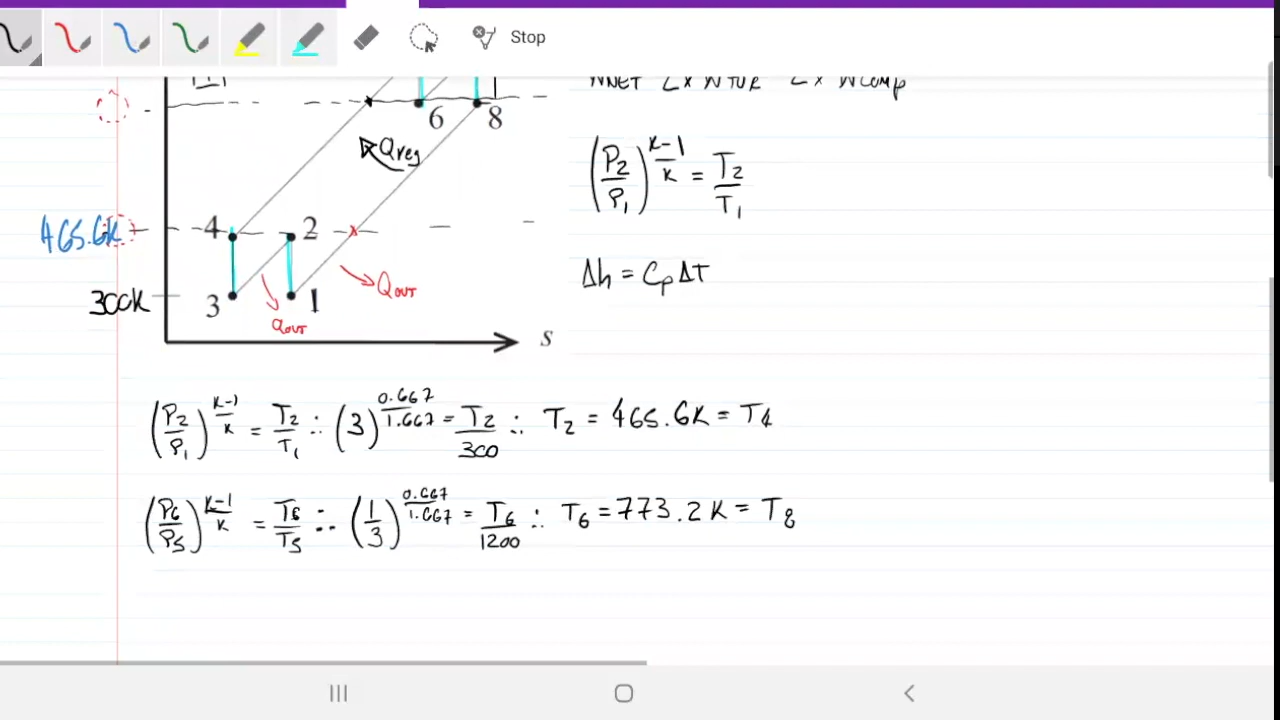 Stop
WNET 2 x WTUR 2 x WCOMP
6
8
QREG
(P2/P1)^(K-1/K) = T2/T1
465.6K
4
2
Δh = CpΔT
QOUT
300K
3
1
qOUT
S
(P2/P1)^(K-1/K) = T2/T1 ∴ (3)^(0.667/1.667) = T2/300 ∴ T2 = 465.6K = T4
(P6/P5)^(K-1/K) = T6/T5 ∴ (1/3)^(0.667/1.667) = T6/1200 ∴ T6 = 773.2K = T8